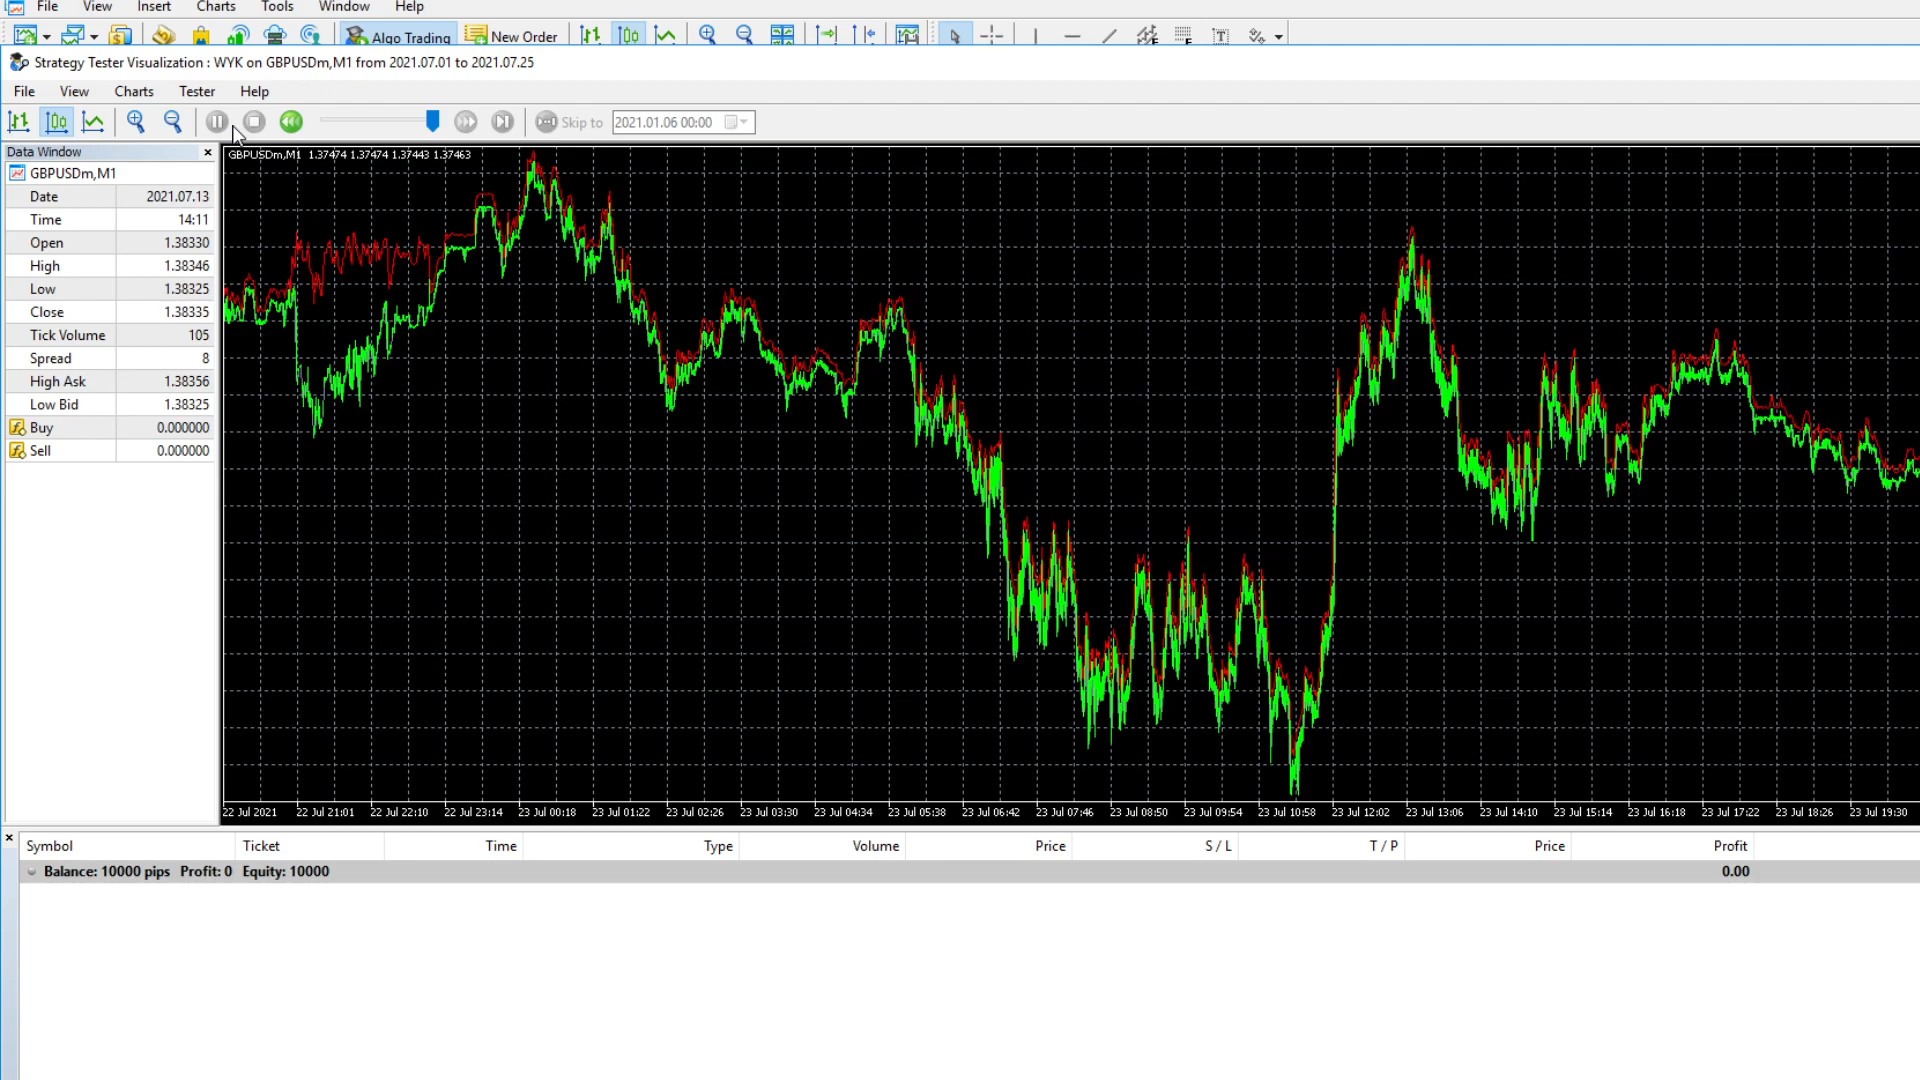 File View Insert Charts Tools Window Help
Algo Trading New Order
Strategy Tester Visualization : WYK on GBPUSDm,M1 from 2021.07.01 to 2021.07.25
File View Charts Tester Help
Skip to 2021.01.06 00:00
Data Window
GBPUSDm,M1 1.37474 1.37474 1.37443 1.37463
GBPUSDm,M1
Date 2021.07.13
Time 14:11
Open 1.38330
High 1.38346
Low 1.38325
Close 1.38335
Tick Volume 105
Spread 8
High Ask 1.38356
Low Bid 1.38325
Buy 0.000000
Sell 0.000000
22 Jul 2021 22 Jul 21:01 22 Jul 22:10 22 Jul 23:14 23 Jul 00:18 23 Jul 01:22 23 Jul 02:26 23 Jul 03:30 23 Jul 04:34 23 Jul 05:38 23 Jul 06:42 23 Jul 07:46 23 Jul 08:50 23 Jul 09:54 23 Jul 10:58 23 Jul 12:02 23 Jul 13:06 23 Jul 14:10 23 Jul 15:14 23 Jul 16:18 23 Jul 17:22 23 Jul 18:26 23 Jul 19:30
Symbol Ticket Time Type Volume Price S / L T / P Price Profit
Balance: 10000 pips Profit: 0 Equity: 10000 0.00